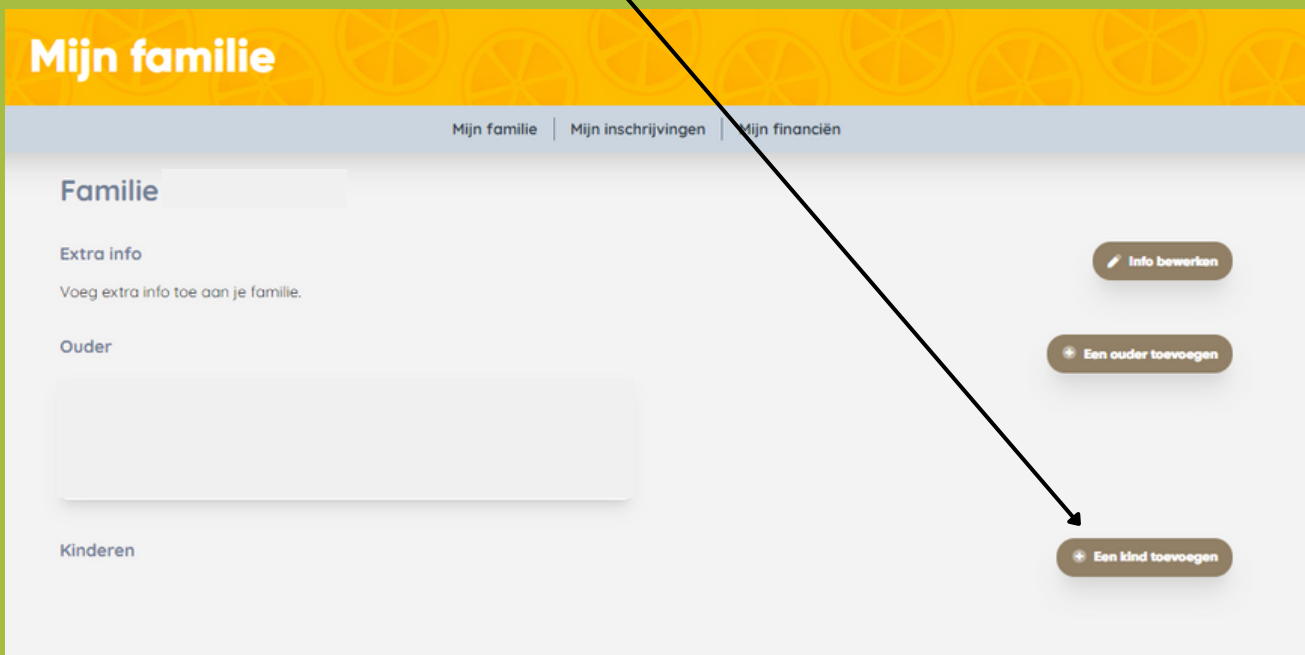 Mijn familie
Mijn familie Mijn inschrijvingen Mijn financiën
Familie
Extra info
Info bewerken
Voeg extra info toe aan je familie.
Ouder
Een ouder toevoegen
Kinderen
Een kind toevoegen